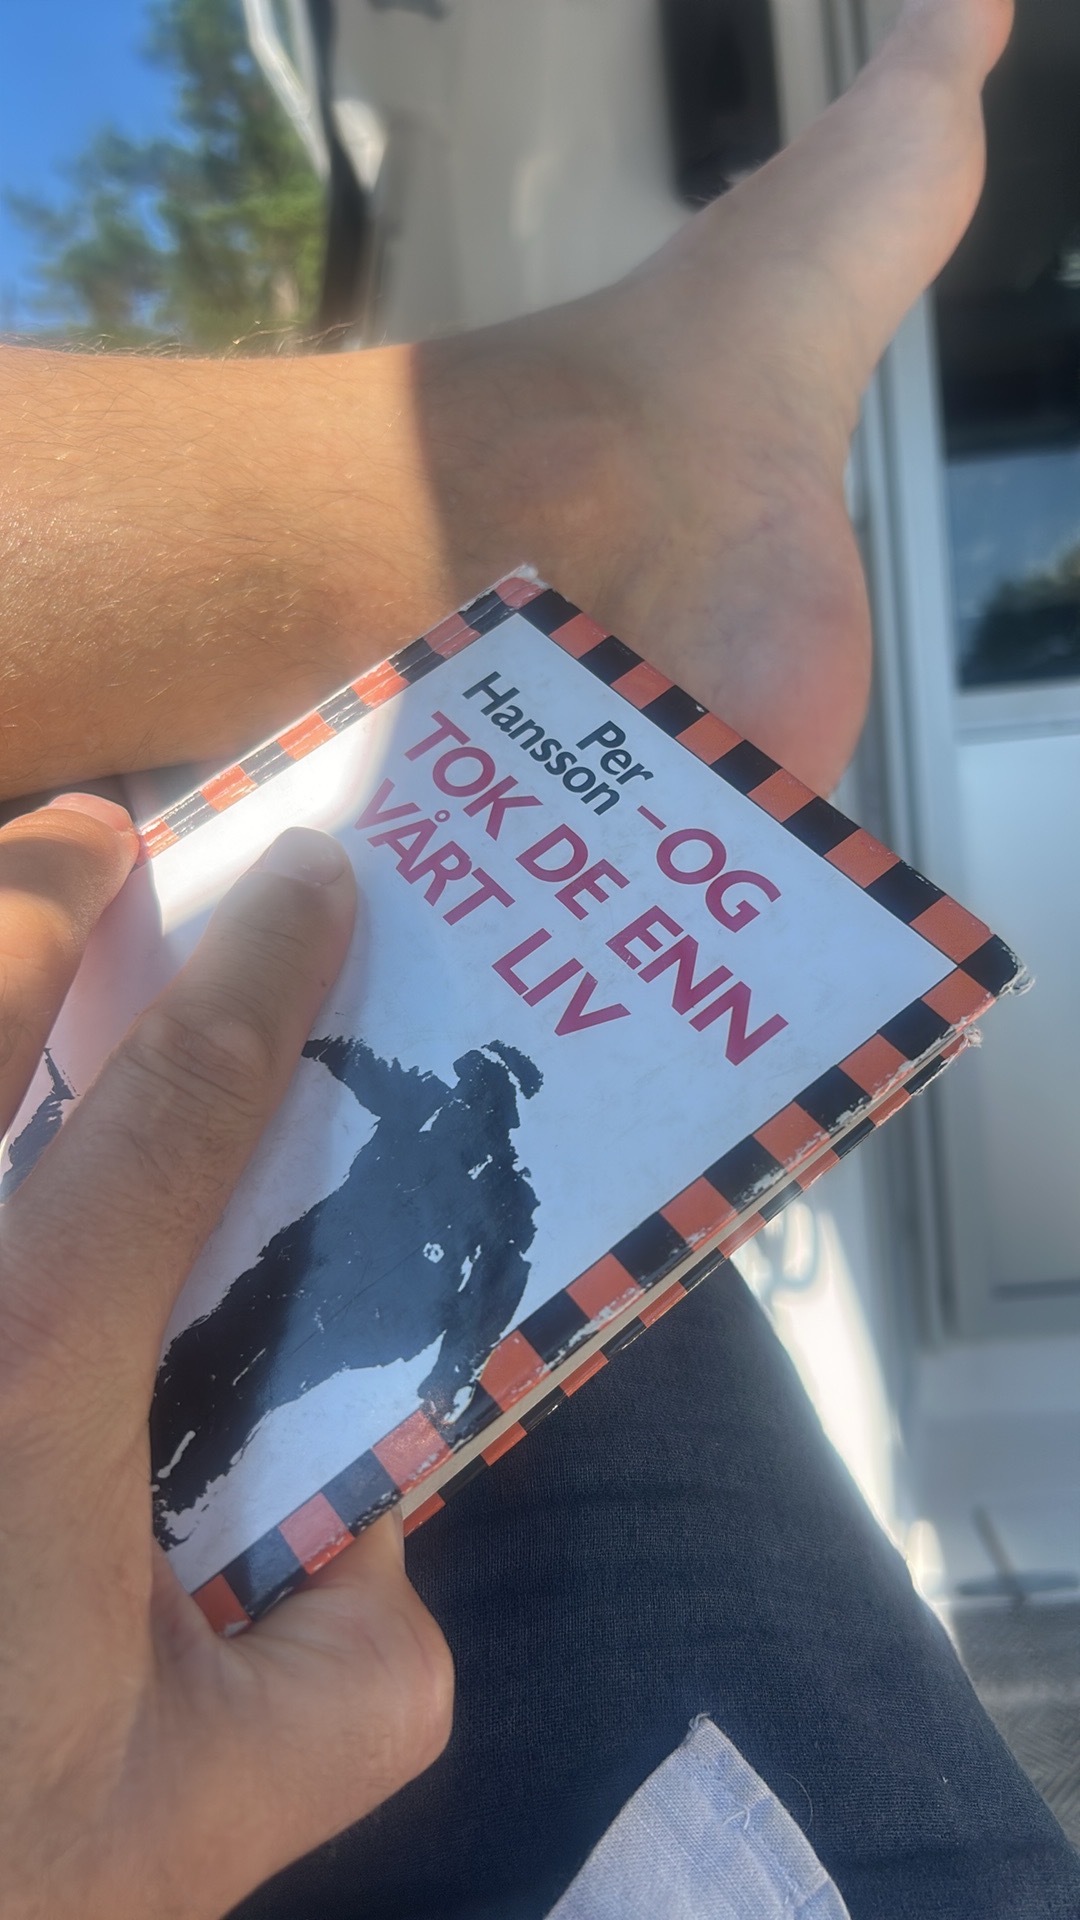 Per
Hansson –OG
TOK DE ENN
VÅRT LIV